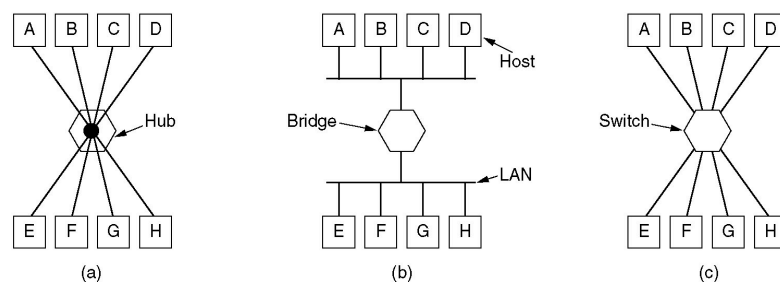 A B C D
Hub
E F G H
(a)
A B C D
Host
Bridge
LAN
E F G H
(b)
A B C D
Switch
E F G H
(c)